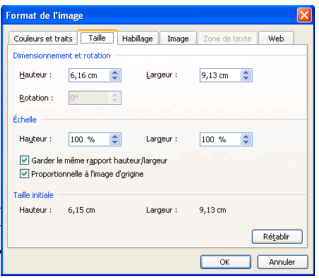 Format de l'image
Couleurs et traits Taille Habillage Image Zone de texte Web
Dimensionnement et rotation
Hauteur : 6,16 cm Largeur : 9,13 cm
Rotation : 0°
Échelle
Hauteur : 100 % Largeur : 100 %
Garder le même rapport hauteur/largeur
Proportionnelle à l'image d'origine
Taille initiale
Hauteur : 6,15 cm Largeur : 9,13 cm
Rétablir
OK Annuler